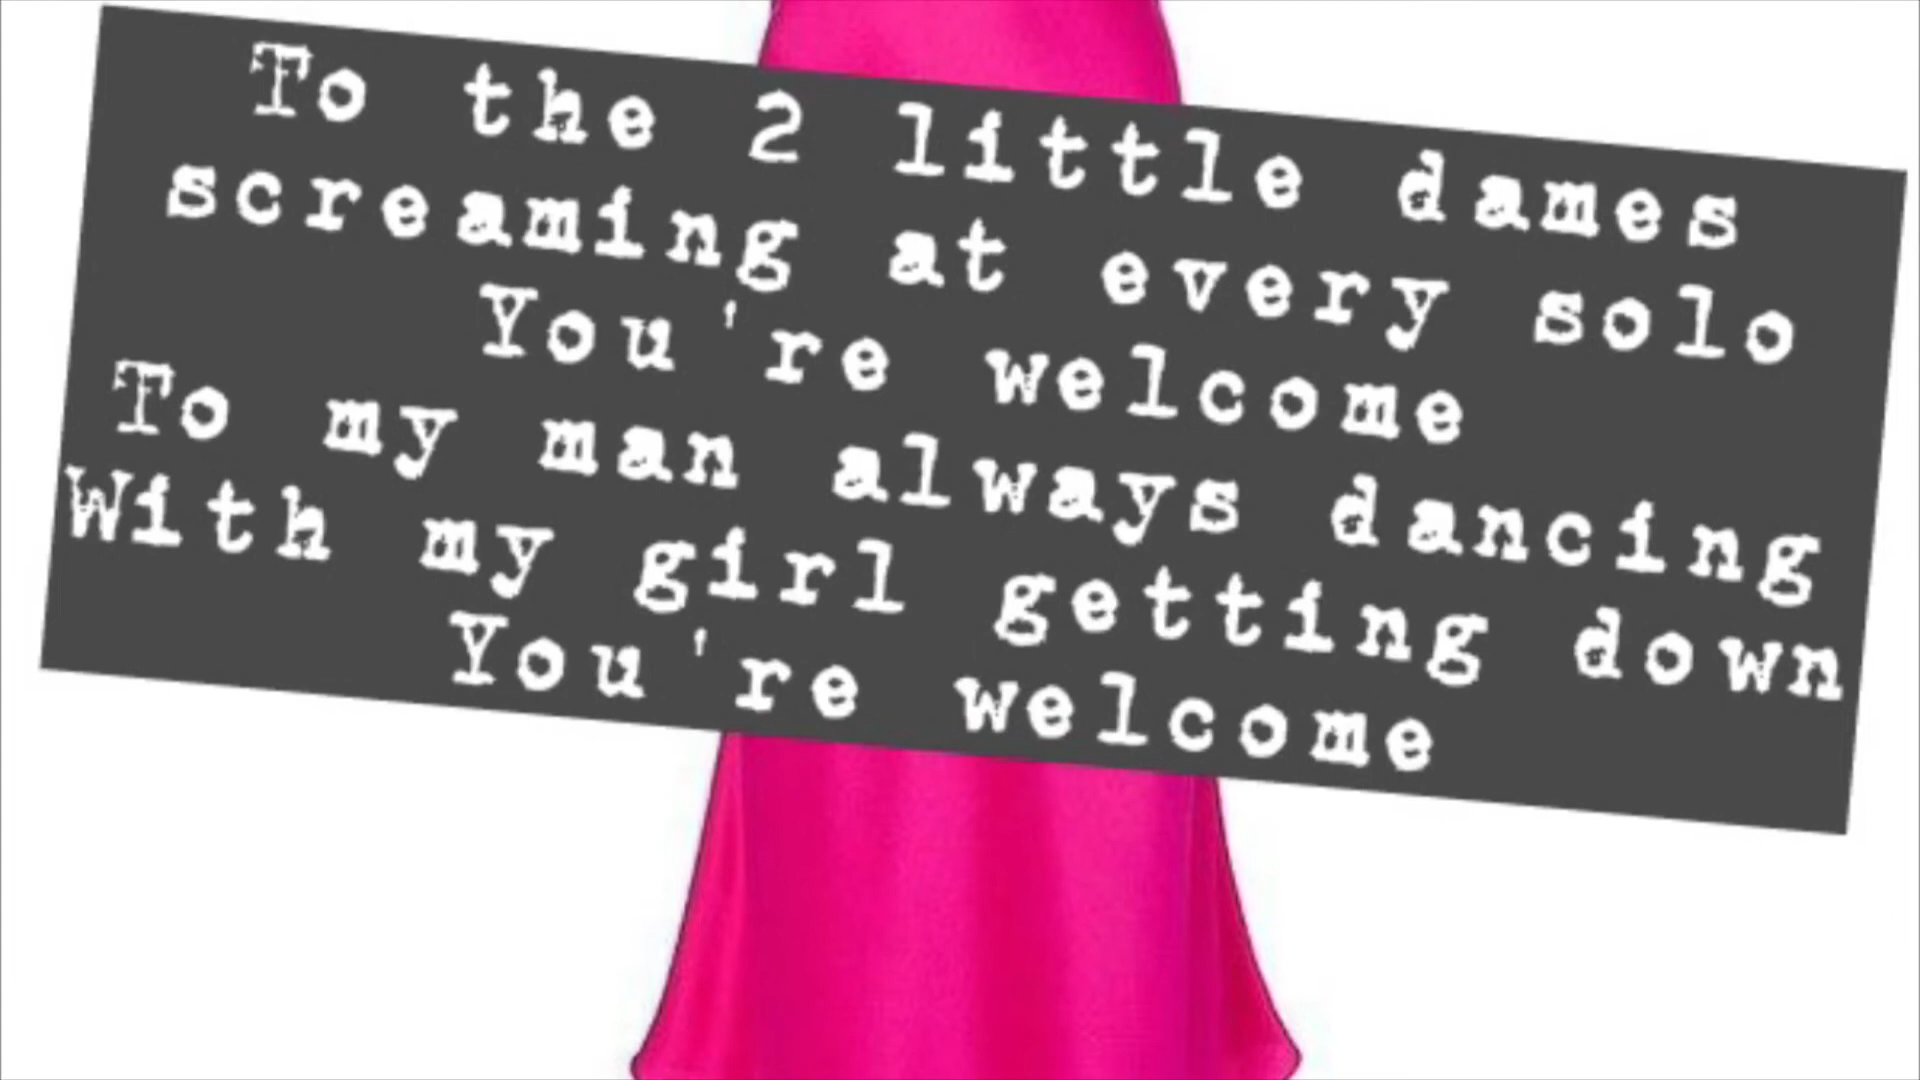 To the 2 little dames
screaming at every solo
You're welcome
To my man always dancing
With my girl getting down
You're welcome